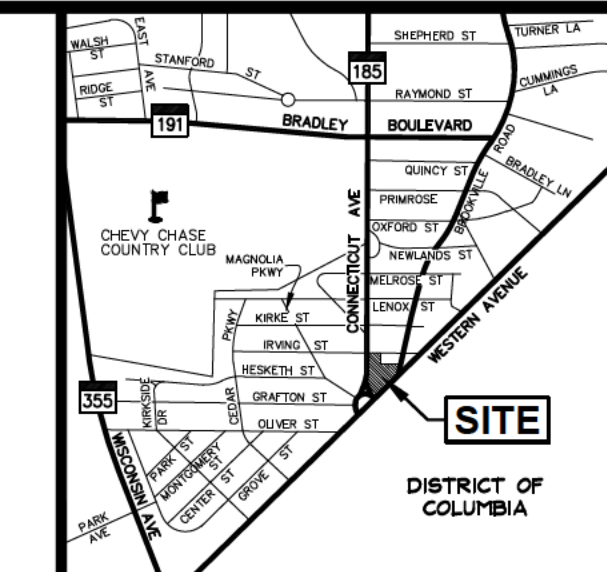 WALSH
ST
EAST
AVE
STANFORD
ST
RIDGE
ST
SHEPHERD ST
TURNER LA
185
CUMMINGS
LA
RAYMOND ST
191
BRADLEY BOULEVARD
ROAD
BROOKVILLE
QUINCY ST
BRADLEY LN
PRIMROSE
CONNECTICUT AVE
OXFORD ST
CHEVY CHASE
COUNTRY CLUB
NEWLANDS ST
MAGNOLIA
PKWY
MELROSE ST
LENOX ST
WESTERN AVENUE
KIRKE ST
PKWY
CEDAR
IRVING ST
HESKETH ST
355
KIRKSIDE
DR
GRAFTON ST
OLIVER ST
SITE
WISCONSIN AVE
PARK ST
MONTGOMERY
ST
CENTER ST
GROVE ST
PARK
AVE
DISTRICT OF
COLUMBIA